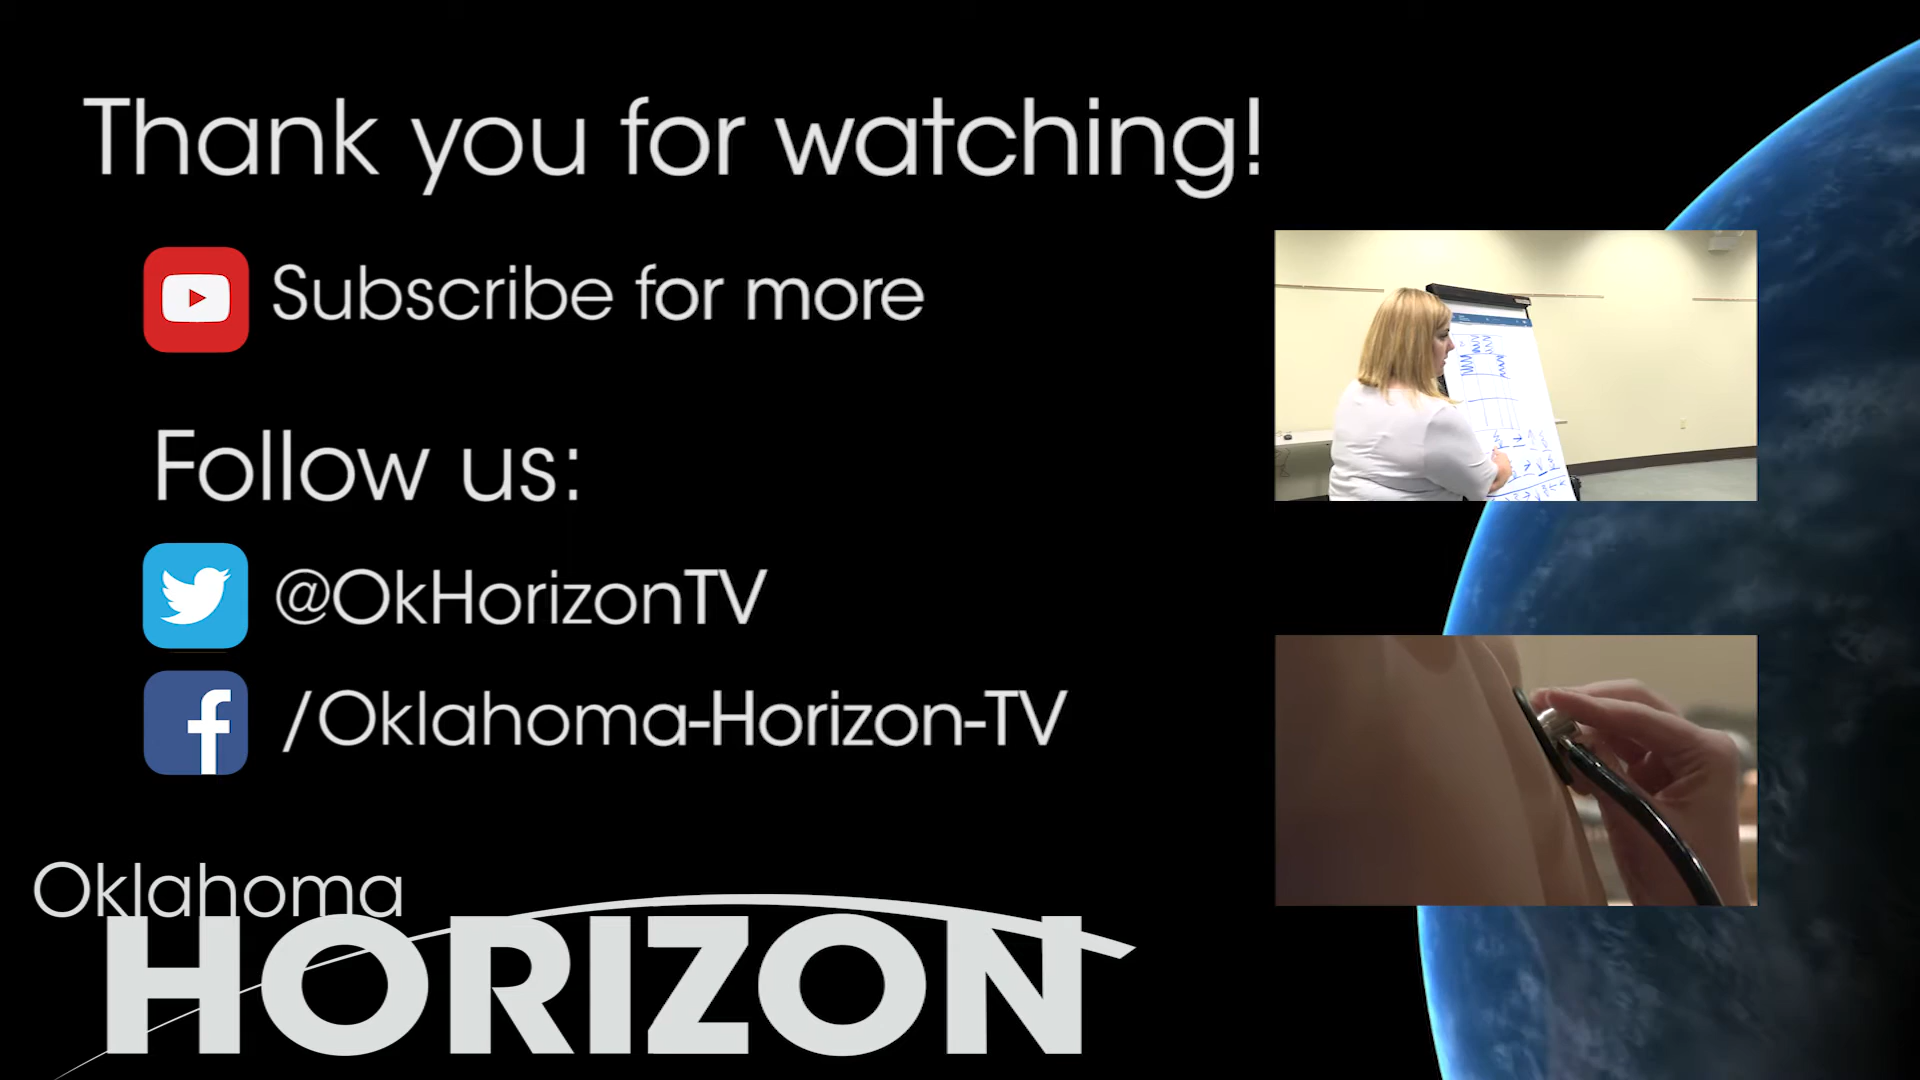 Thank you for watching!
Subscribe for more
Follow us:
@OkHorizonTV
/Oklahoma-Horizon-TV
Oklahoma
HORIZON